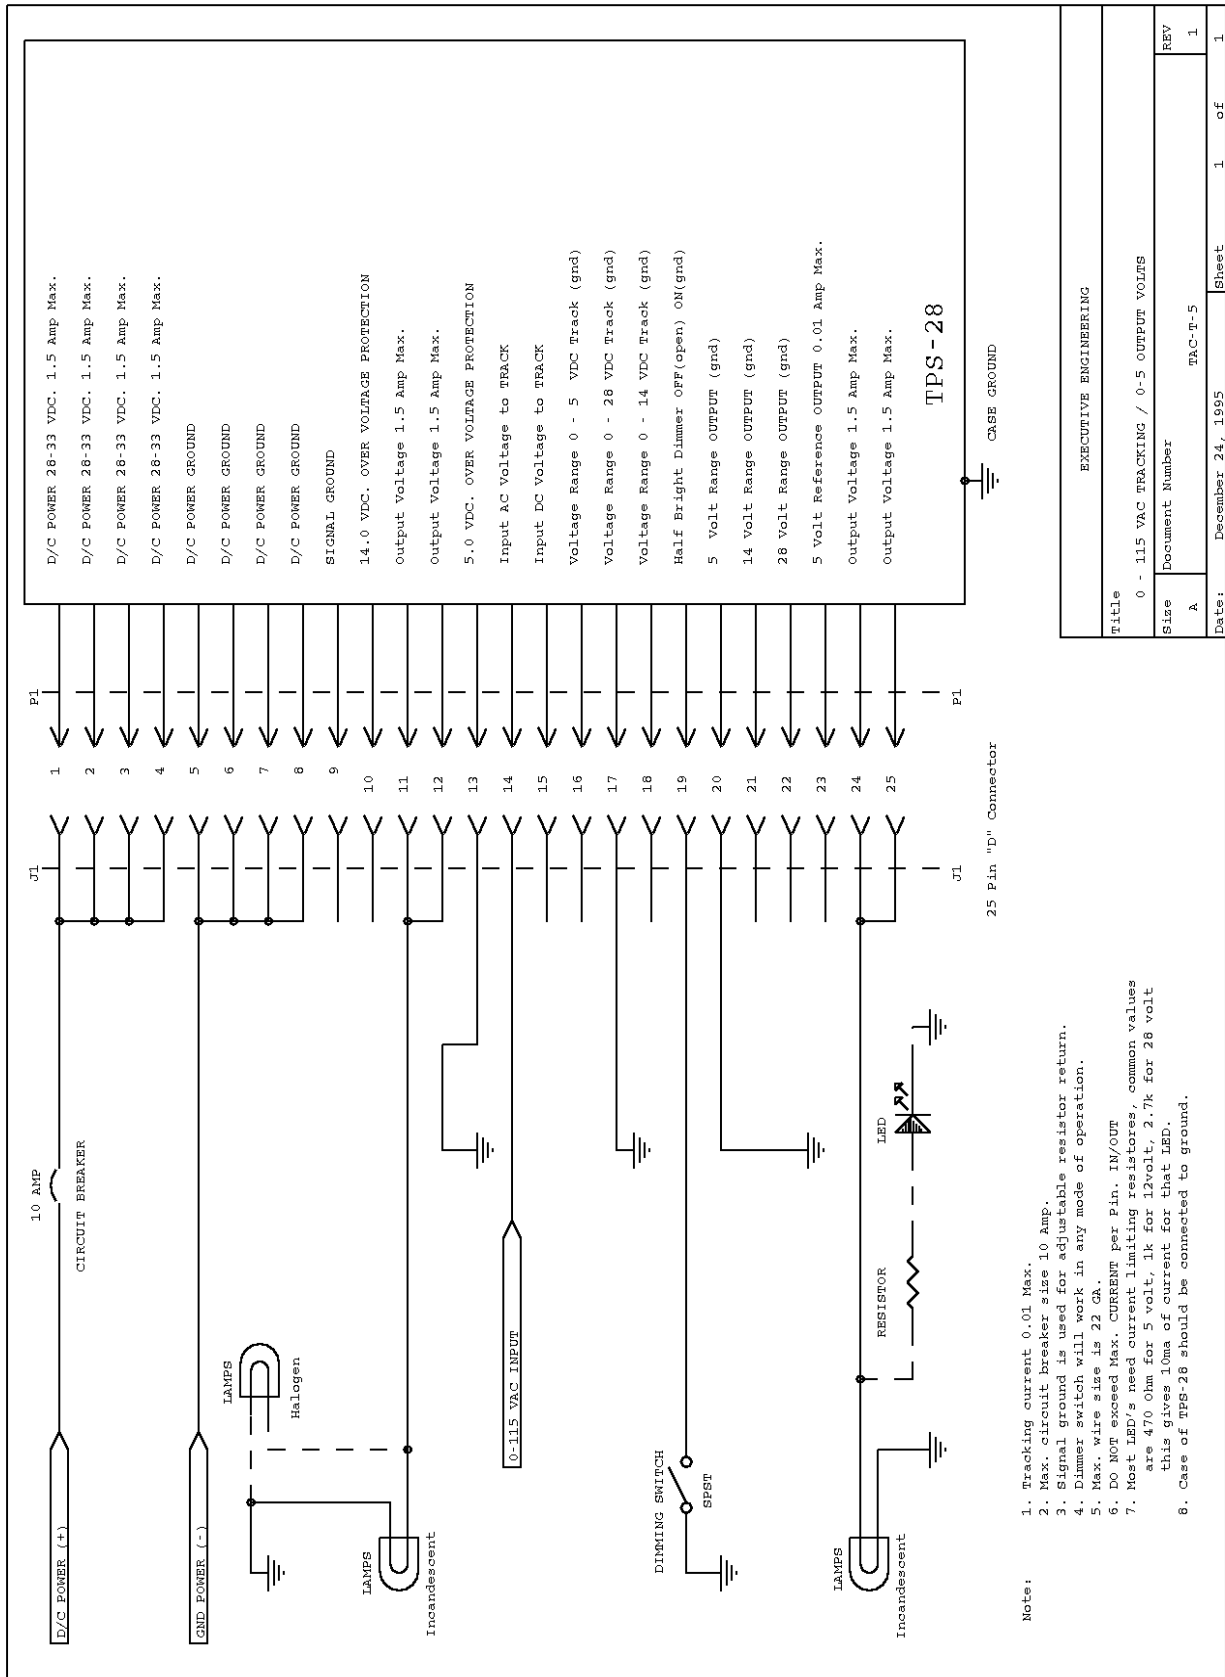 D/C POWER (+)
10 AMP
CIRCUIT BREAKER
GND POWER (-)
LAMPS
Halogen
LAMPS
Incandescent
0-115 VAC INPUT
DIMMING SWITCH
SPST
LAMPS
Incandescent
RESISTOR
LED
J1
J1
25 Pin "D" Connector
P1
P1
1
2
3
4
5
6
7
8
9
10
11
12
13
14
15
16
17
18
19
20
21
22
23
24
25
D/C POWER 28-33 VDC. 1.5 Amp Max.
D/C POWER 28-33 VDC. 1.5 Amp Max.
D/C POWER 28-33 VDC. 1.5 Amp Max.
D/C POWER 28-33 VDC. 1.5 Amp Max.
D/C POWER GROUND
D/C POWER GROUND
D/C POWER GROUND
D/C POWER GROUND
SIGNAL GROUND
14.0 VDC. OVER VOLTAGE PROTECTION
Output Voltage 1.5 Amp Max.
Output Voltage 1.5 Amp Max.
5.0 VDC. OVER VOLTAGE PROTECTION
Input AC Voltage to TRACK
Input DC Voltage to TRACK
Voltage Range 0 - 5 VDC Track (gnd)
Voltage Range 0 - 28 VDC Track (gnd)
Voltage Range 0 - 14 VDC Track (gnd)
Half Bright Dimmer OFF(open) ON(gnd)
5 Volt Range OUTPUT (gnd)
14 Volt Range OUTPUT (gnd)
28 Volt Range OUTPUT (gnd)
5 Volt Reference OUTPUT 0.01 Amp Max.
Output Voltage 1.5 Amp Max.
Output Voltage 1.5 Amp Max.
TPS-28
CASE GROUND
Note:
1. Tracking current 0.01 Max.
2. Max. circuit breaker size 10 Amp.
3. Signal ground is used for adjustable resistor return.
4. Dimmer switch will work in any mode of operation.
5. Max. wire size is 22 GA.
6. DO NOT exceed Max. CURRENT per Pin. IN/OUT
7. Most LED's need current limiting resistores, common values
are 470 Ohm for 5 volt, 1k for 12volt, 2.7k for 28 volt
this gives 10ma of current for that LED.
8. Case of TPS-28 should be connected to ground.
EXECUTIVE ENGINEERING
Title
0 - 115 VAC TRACKING / 0-5 OUTPUT VOLTS
Size Document Number REV
A TAC-T-5 1
Date: December 24, 1995 Sheet 1 of 1